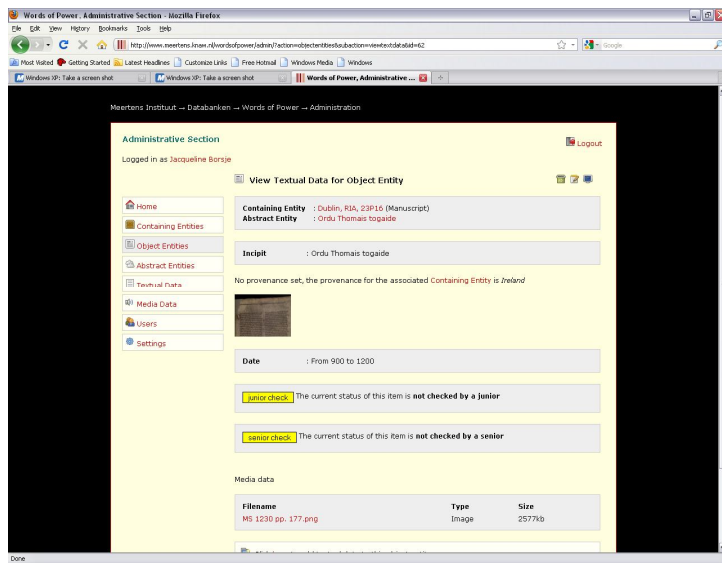 Words of Power, Administrative Section - Mozilla Firefox
File Edit View History Bookmarks Tools Help
http://www.meertens.knaw.nl/wordsofpower/admin/?action=objectentities&subaction=viewtextdata&id=62
Google
Most Visited Getting Started Latest Headlines Customize Links Free Hotmail Windows Media Windows
Windows XP: Take a screen shot Windows XP: Take a screen shot Words of Power, Administrative ...
Meertens Instituut → Databanken → Words of Power → Administration
Administrative Section
Logout
Logged in as Jacqueline Borsje
View Textual Data for Object Entity
Home
Containing Entities
Object Entities
Abstract Entities
Textual Data
Media Data
Users
Settings
Containing Entity : Dublin, RIA, 23P16 (Manuscript)
Abstract Entity : Ordu Thomais togaide
Incipit : Ordu Thomais togaide
No provenance set, the provenance for the associated Containing Entity is Ireland
Date : From 900 to 1200
junior check The current status of this item is not checked by a junior
senior check The current status of this item is not checked by a senior
Media data
Filename Type Size
MS 1230 pp. 177.png Image 2577kb
Done